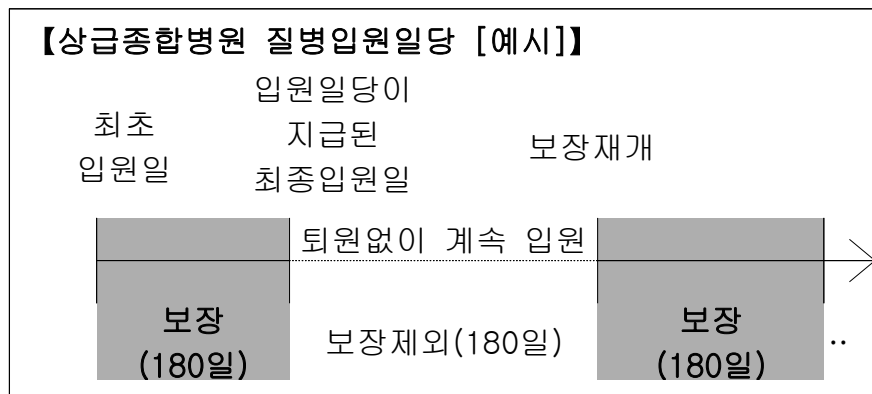 【상급종합병원 질병입원일당 [예시]】
최초
입원일
입원일당이
지급된
최종입원일
보장재개
퇴원없이 계속 입원
보장
(180일)
보장제외(180일)
보장
(180일)
..